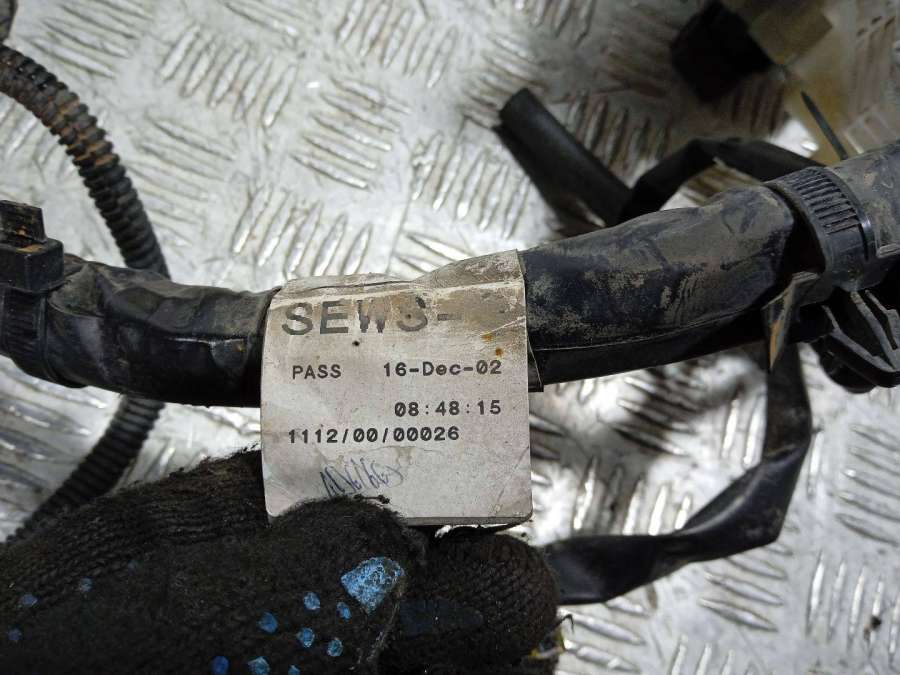 SEWS-
PASS 16-Dec-02
08:48:15
1112/00/00026